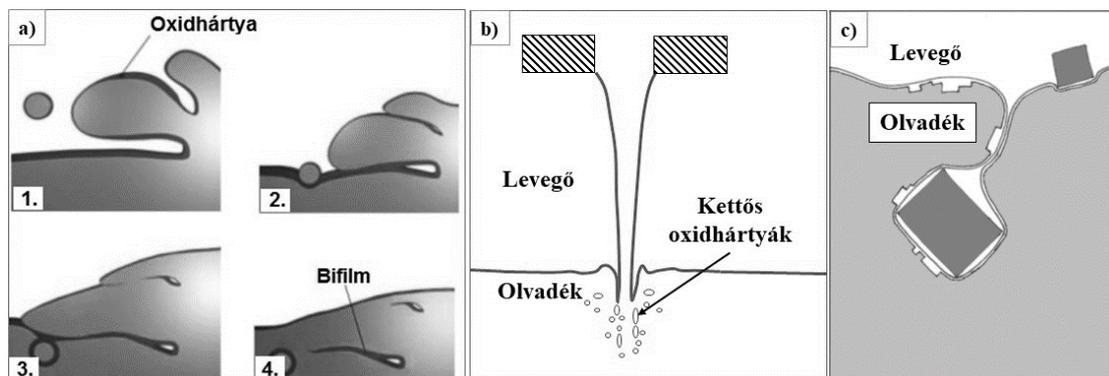 a)
Oxidhártya
1.
2.
3.
Bifilm
4.
b)
Levegő
Kettős
oxidhártyák
Olvadék
c)
Levegő
Olvadék